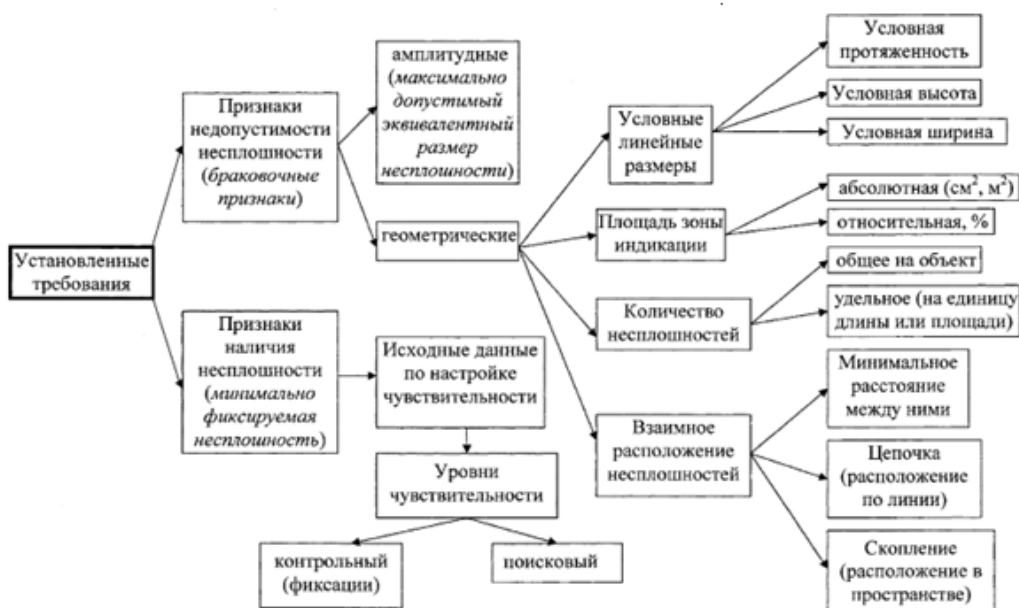 Установленные
требования
Признаки
недопустимости
несплошности
(браковочные
признаки)
Признаки
наличия
несплошности
(минимально
фиксируемая
несплошность)
амплитудные
(максимально
допустимый
эквивалентный
размер
несплошности)
геометрические
Исходные данные
по настройке
чувствительности
Уровни
чувствительности
контрольный
(фиксации)
поисковый
Условные
линейные
размеры
Площадь зоны
индикации
Количество
несплошностей
Взаимное
расположение
несплошностей
Условная
протяженность
Условная высота
Условная ширина
абсолютная (см², м²)
относительная, %
общее на объект
удельное (на единицу
длины или площади)
Минимальное
расстояние
между ними
Цепочка
(расположение
по линии)
Скопление
(расположение в
пространстве)